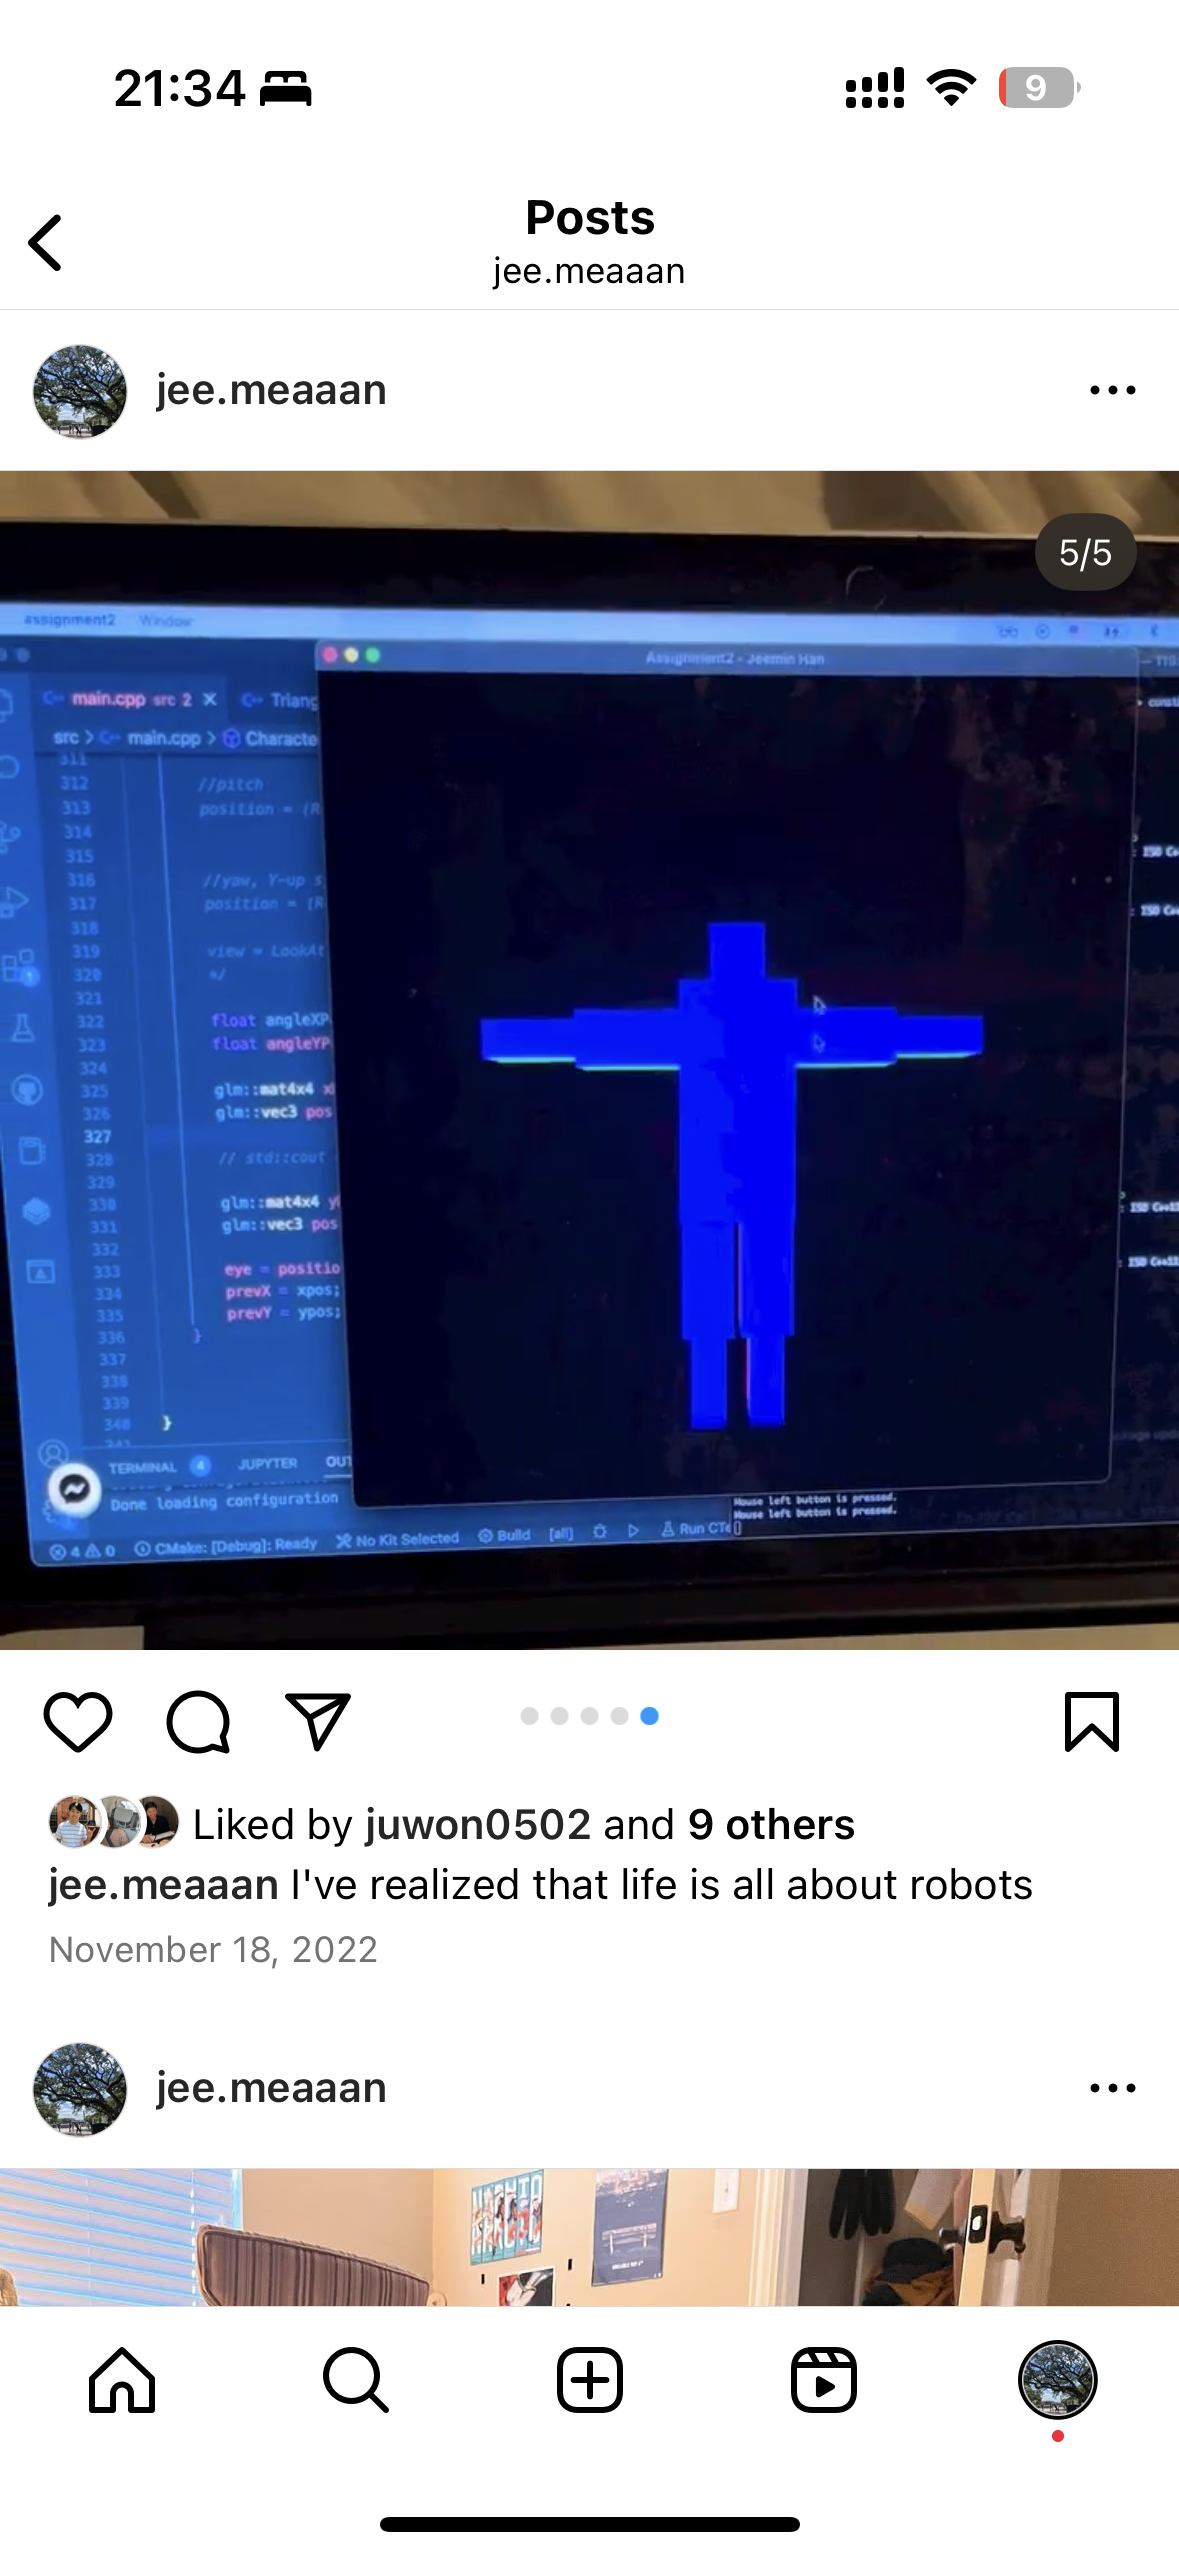 21:34
9
Posts
jee.meaaan
jee.meaaan
5/5
assignment2 Window
Assignment2 - Jeemin Han
main.cpp src 2
Triang
src > main.cpp > Characte
311
312 //pitch
313 position = (R
314
315
316 //yaw, Y-up s
317 position = (R
318
319 view = LookAt
320 */
321
322 float angleXP
323 float angleYP
324
325 glm::mat4x4 x
326 glm::vec3 pos
327
328 // std::cout
329
330 glm::mat4x4 y
331 glm::vec3 pos
332
333 eye = positio
334 prevX = xpos;
335 prevY = ypos;
336 }
337
338
339
340 }
341
TERMINAL 4 JUPYTER OUT
Done loading configuration
Mouse left button is pressed.
Mouse left button is pressed.
4 0 CMake: [Debug]: Ready No Kit Selected Build [all] Run CTe
Liked by juwon0502 and 9 others
jee.meaaan I've realized that life is all about robots
November 18, 2022
jee.meaaan